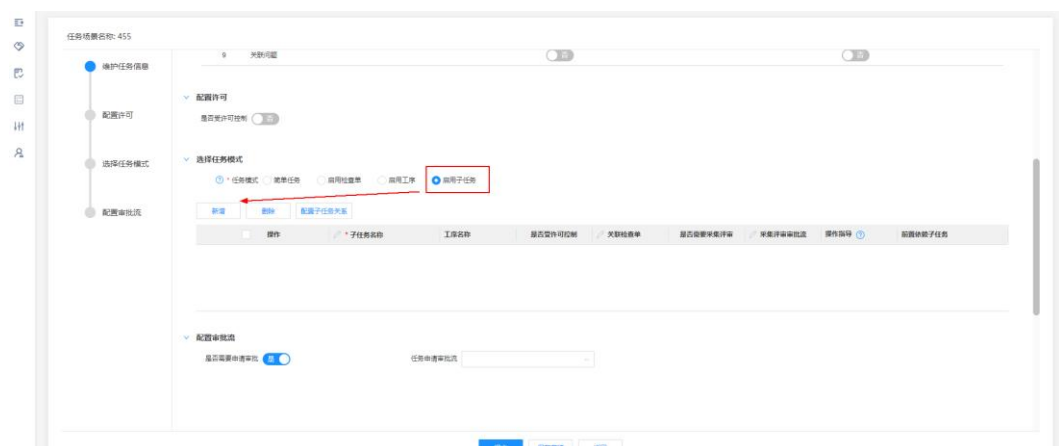 任务场景名称: 455
维护任务信息
配置许可
选择任务模式
配置审批流
9 关联问题 否 否
配置许可
是否受许可控制 否
选择任务模式
* 任务模式 简单任务 启用检查单 启用工序 启用子任务
新增 删除 配置子任务关系
操作 * 子任务名称 工序名称 是否受许可控制 关联检查单 是否需要采集评审 采集评审审批流 操作指导 前置依赖子任务
配置审批流
是否需要申请审批 是 任务申请审批流